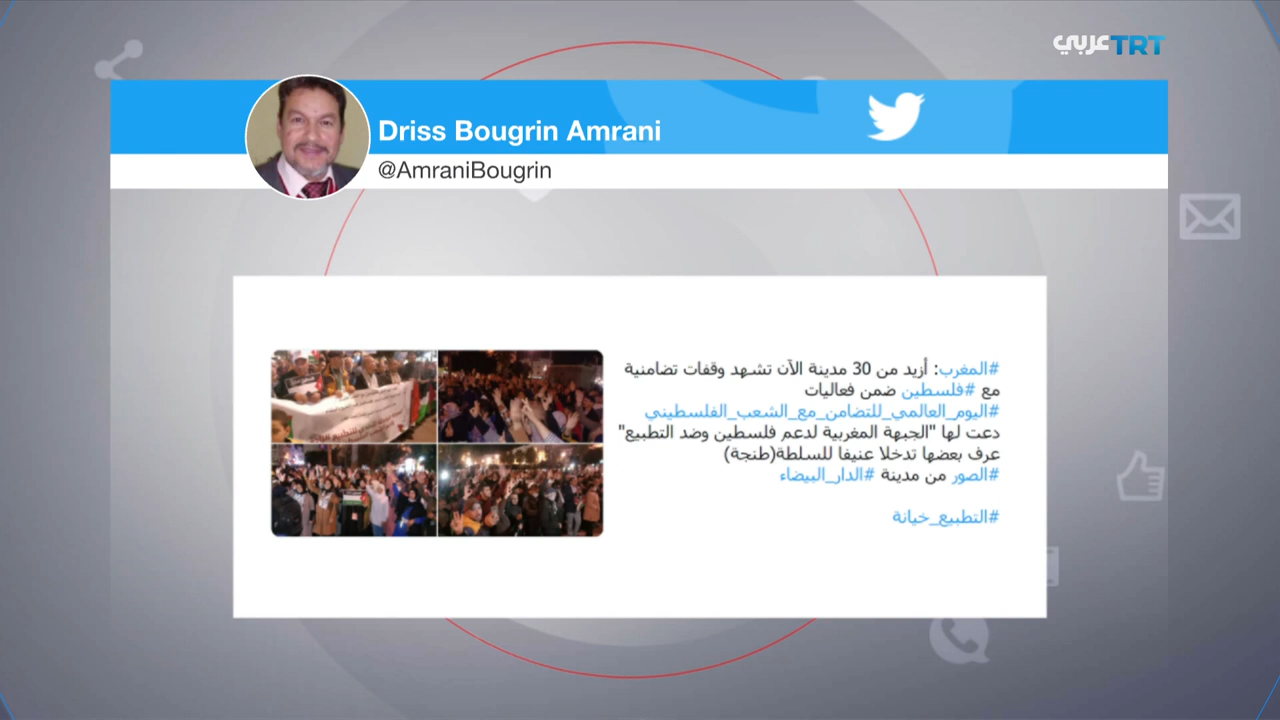 TRT عربي
Driss Bougrin Amrani
@AmraniBougrin
#المغرب: أزيد من 30 مدينة الآن تشهد وقفات تضامنية
مع #فلسطين ضمن فعاليات
#اليوم_العالمي_للتضامن_مع_الشعب_الفلسطيني
دعت لها "الجبهة المغربية لدعم فلسطين وضد التطبيع"
عرف بعضها تدخلا عنيفا للسلطة(طنجة)
#الصور من مدينة #الدار_البيضاء
#التطبيع_خيانة